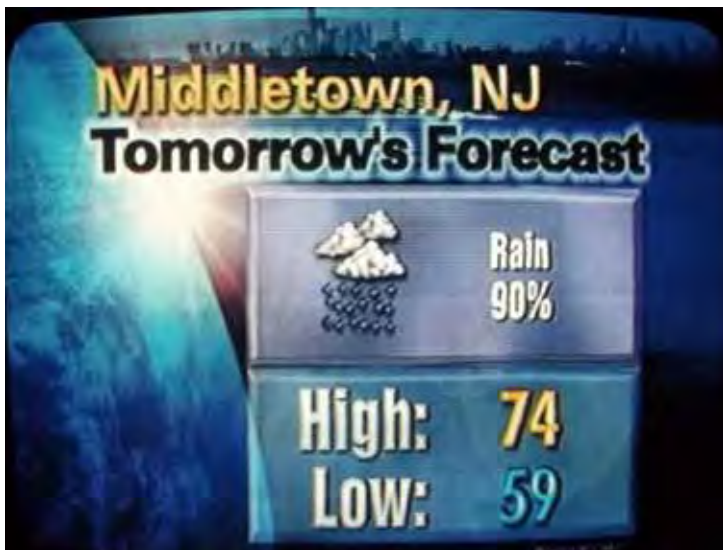 Middletown, NJ
Tomorrow's Forecast
Rain
90%
High: 74
Low: 59